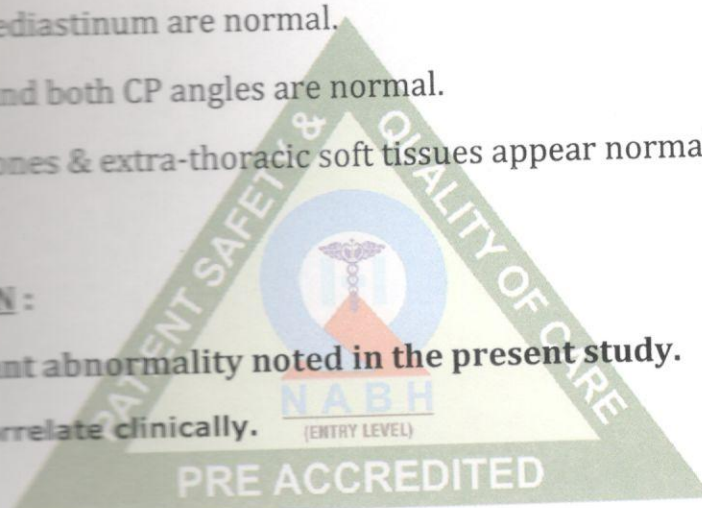 ediastinum are normal.
nd both CP angles are normal.
ones & extra-thoracic soft tissues appear norma
N :
nt abnormality noted in the present study.
rrelate clinically.
PATIENT SAFETY & QUALITY OF CARE
NABH
(ENTRY LEVEL)
PRE ACCREDITED